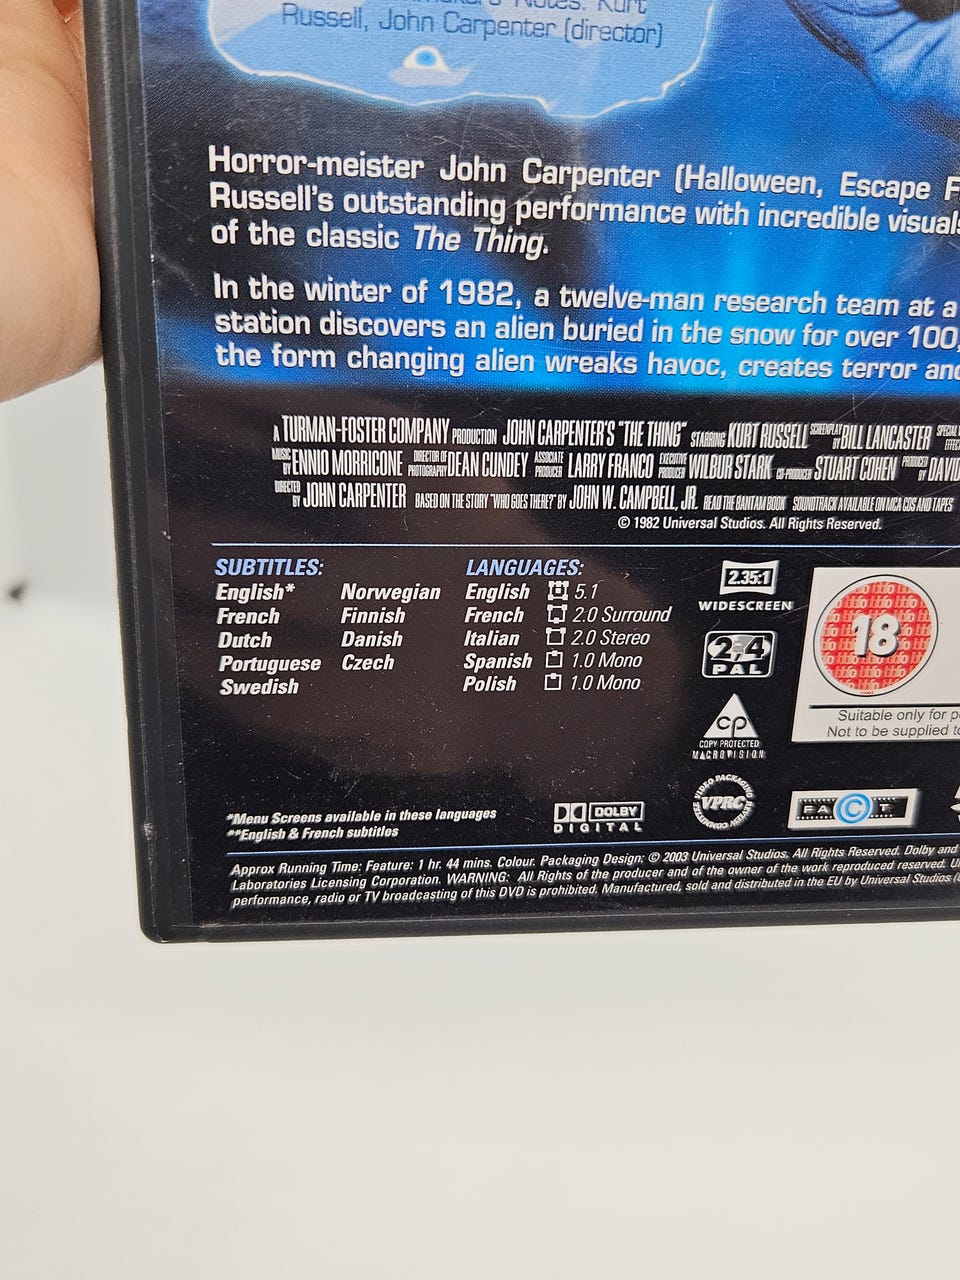 Notes. Kurt
Russell, John Carpenter (director)
Horror-meister John Carpenter (Halloween, Escape F
Russell's outstanding performance with incredible visuals
of the classic The Thing.
In the winter of 1982, a twelve-man research team at a
station discovers an alien buried in the snow for over 100,
the form changing alien wreaks havoc, creates terror and
A TURMAN-FOSTER COMPANY PRODUCTION JOHN CARPENTER'S "THE THING" STARRING KURT RUSSELL SCREENPLAY BY BILL LANCASTER SPECIAL
MUSIC BY ENNIO MORRICONE DIRECTOR OF PHOTOGRAPHY DEAN CUNDEY ASSOCIATE PRODUCER LARRY FRANCO EXECUTIVE PRODUCER WILBUR STARK CO-PRODUCER STUART COHEN PRODUCED BY DAVID
DIRECTED BY JOHN CARPENTER BASED ON THE STORY "WHO GOES THERE?" BY JOHN W. CAMPBELL, JR. READ THE BANTAM BOOK SOUNDTRACK AVAILABLE ON MCA CDS AND TAPES
© 1982 Universal Studios. All Rights Reserved.
SUBTITLES:
English* Norwegian
French Finnish
Dutch Danish
Portuguese Czech
Swedish
LANGUAGES:
English 5.1
French 2.0 Surround
Italian 2.0 Stereo
Spanish 1.0 Mono
Polish 1.0 Mono
2.35:1
WIDESCREEN
2,4
PAL
cp
COPY PROTECTED
MACROVISION
18
Suitable only for p
Not to be supplied to
*Menu Screens available in these languages
**English & French subtitles
DOLBY
DIGITAL
VIDEO PACKAGING
VPRC
FACT
Approx Running Time: Feature: 1 hr. 44 mins. Colour. Packaging Design: © 2003 Universal Studios. All Rights Reserved. Dolby and
Laboratories Licensing Corporation. WARNING: All Rights of the producer and of the owner of the work reproduced reserved. U
performance, radio or TV broadcasting of this DVD is prohibited. Manufactured, sold and distributed in the EU by Universal Studios